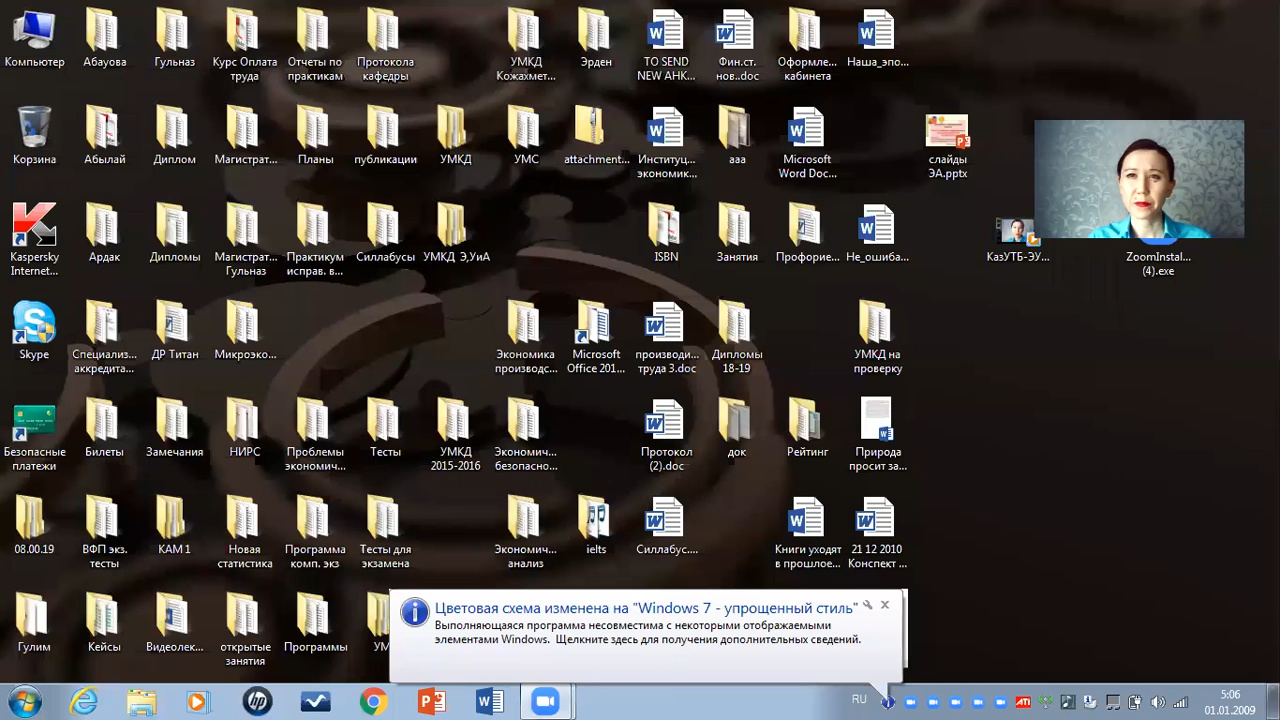 Компьютер
Абауова
Гульназ
Курс Оплата
труда
Отчеты по
практикам
Протокола
кафедры
УМКД
Кожахмет...
Эрден
TO SEND
NEW АНК...
Фин.ст.
нов..doc
Оформле...
кабинета
Наша_эпо...
Корзина
Абылай
Диплом
Магистрат...
Планы
публикации
УМКД
УМС
attachment...
Институц...
экономик...
ааа
Microsoft
Word Doc...
слайды
ЭА.pptx
Kaspersky
Internet...
Ардак
Дипломы
Магистрат...
Гульназ
Практикум
исправ. в...
Силлабусы
УМКД Э,УиА
ISBN
Занятия
Профорие...
Не_ошиба...
КазУТБ-ЭУ...
ZoomInstal...
(4).exe
Skype
Специализ...
аккредита...
ДР Титан
Микроэко...
Экономика
производс...
Microsoft
Office 201...
производи...
труда 3.doc
Дипломы
18-19
УМКД на
проверку
Безопасные
платежи
Билеты
Замечания
НИРС
Проблемы
экономич...
Тесты
УМКД
2015-2016
Экономич...
безопасно...
Протокол
(2).doc
док
Рейтинг
Природа
просит за...
08.00.19
ВФП экз.
тесты
КАМ1
Новая
статистика
Программа
комп. экз
Тесты для
экзамена
Экономич...
анализ
ielts
Силлабус....
Книги уходят
в прошлое...
21 12 2010
Конспект ...
Гулим
Кейсы
Видеолек...
открытые
занятия
Программы
Цветовая схема изменена на "Windows 7 - упрощенный стиль"
Выполняющаяся программа несовместима с некоторыми отображаемыми
элементами Windows. Щелкните здесь для получения дополнительных сведений.
hp
RU
ATI
5:06
01.01.2009